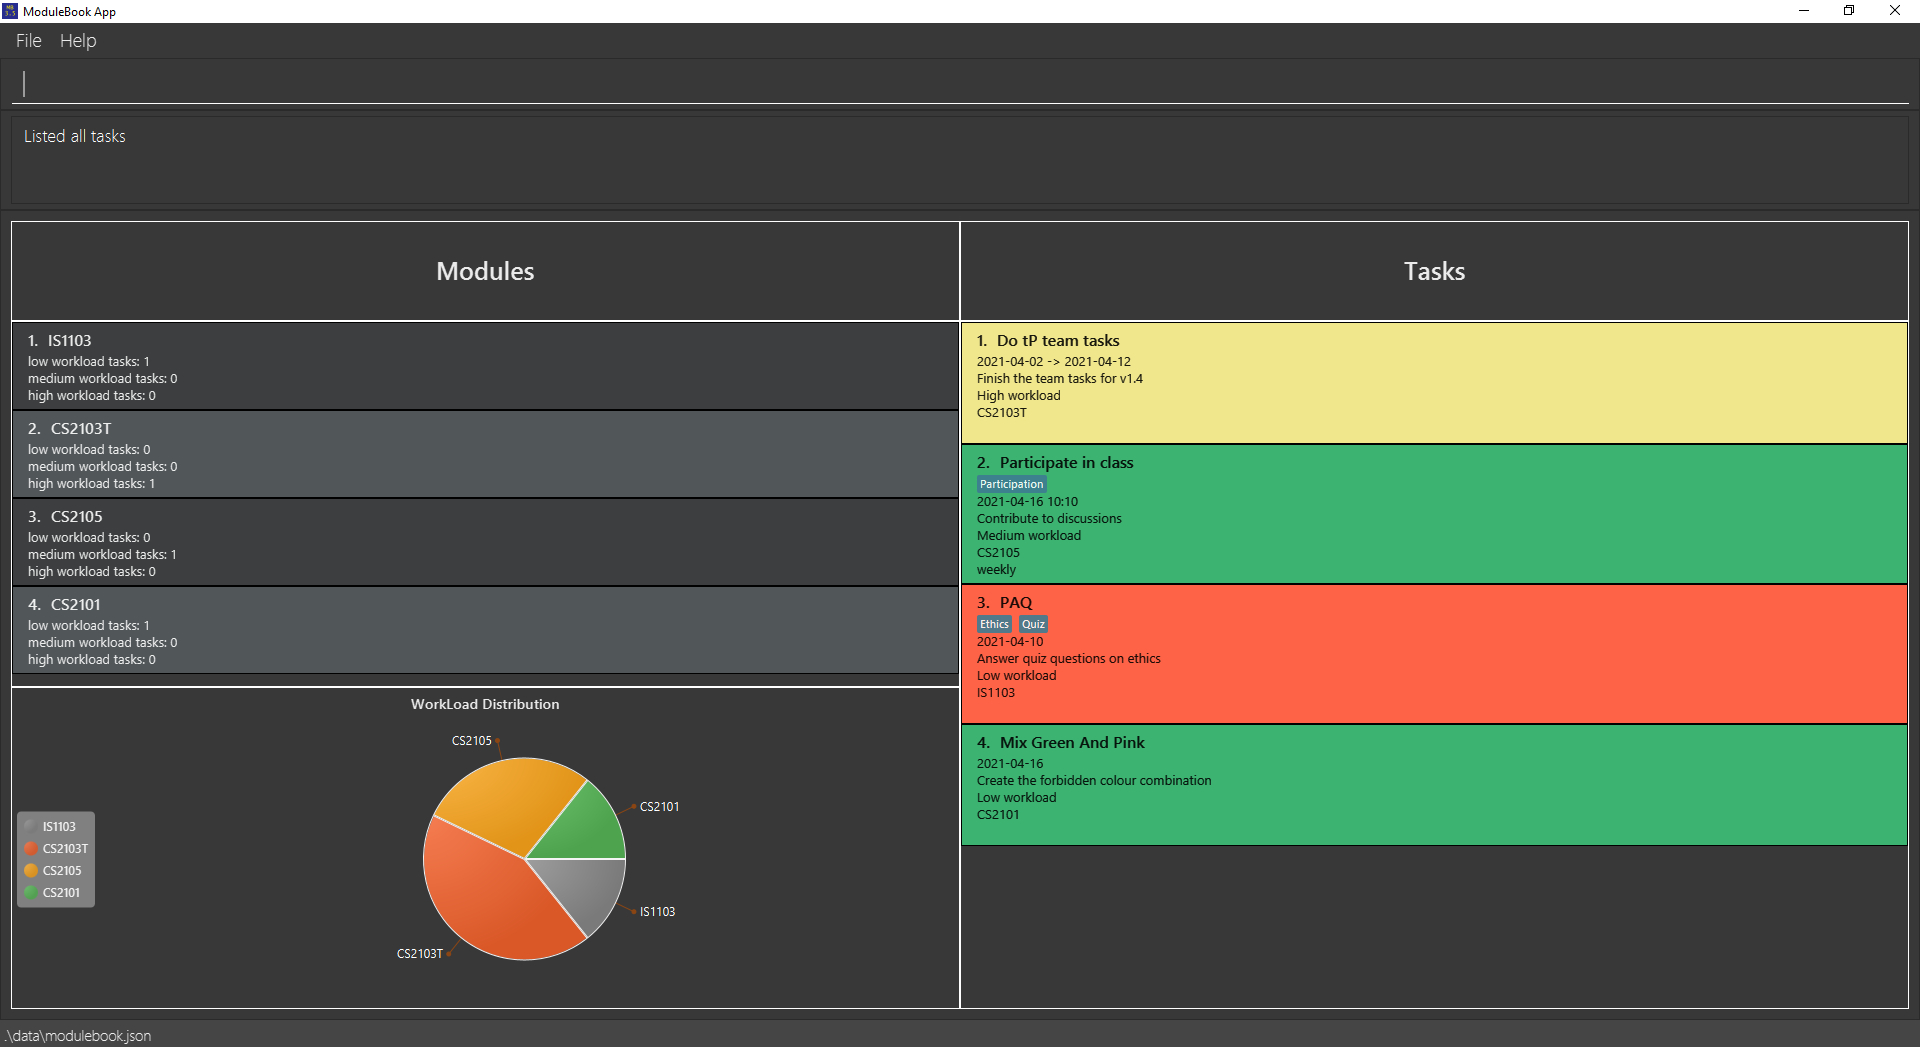 ModuleBook App
File Help
Listed all tasks
Modules
1. IS1103
low workload tasks: 1
medium workload tasks: 0
high workload tasks: 0
2. CS2103T
low workload tasks: 0
medium workload tasks: 0
high workload tasks: 1
3. CS2105
low workload tasks: 0
medium workload tasks: 1
high workload tasks: 0
4. CS2101
low workload tasks: 1
medium workload tasks: 0
high workload tasks: 0
WorkLoad Distribution
CS2105
CS2101
IS1103
CS2103T
IS1103
CS2103T
CS2105
CS2101
Tasks
1. Do tP team tasks
2021-04-02 -> 2021-04-12
Finish the team tasks for v1.4
High workload
CS2103T
2. Participate in class
Participation
2021-04-16 10:10
Contribute to discussions
Medium workload
CS2105
weekly
3. PAQ
Ethics Quiz
2021-04-10
Answer quiz questions on ethics
Low workload
IS1103
4. Mix Green And Pink
2021-04-16
Create the forbidden colour combination
Low workload
CS2101
.\data\modulebook.json